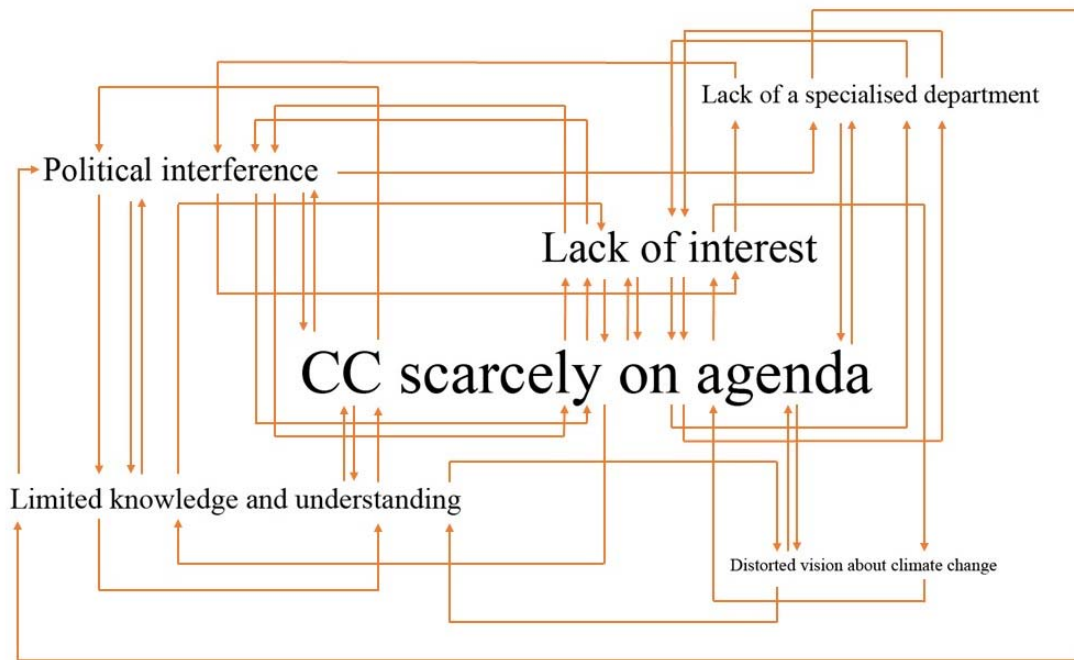 Lack of a specialised department
Political interference
Lack of interest
CC scarcely on agenda
Limited knowledge and understanding
Distorted vision about climate change